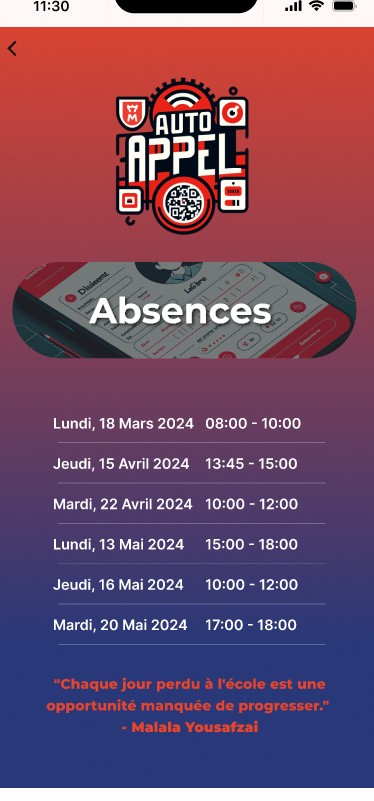 11:30
AUTO
APPEL
Absences
Lundi, 18 Mars 2024 08:00 - 10:00
Jeudi, 15 Avril 2024 13:45 - 15:00
Mardi, 22 Avril 2024 10:00 - 12:00
Lundi, 13 Mai 2024 15:00 - 18:00
Jeudi, 16 Mai 2024 10:00 - 12:00
Mardi, 20 Mai 2024 17:00 - 18:00
"Chaque jour perdu à l'école est une
opportunité manquée de progresser."
- Malala Yousafzai